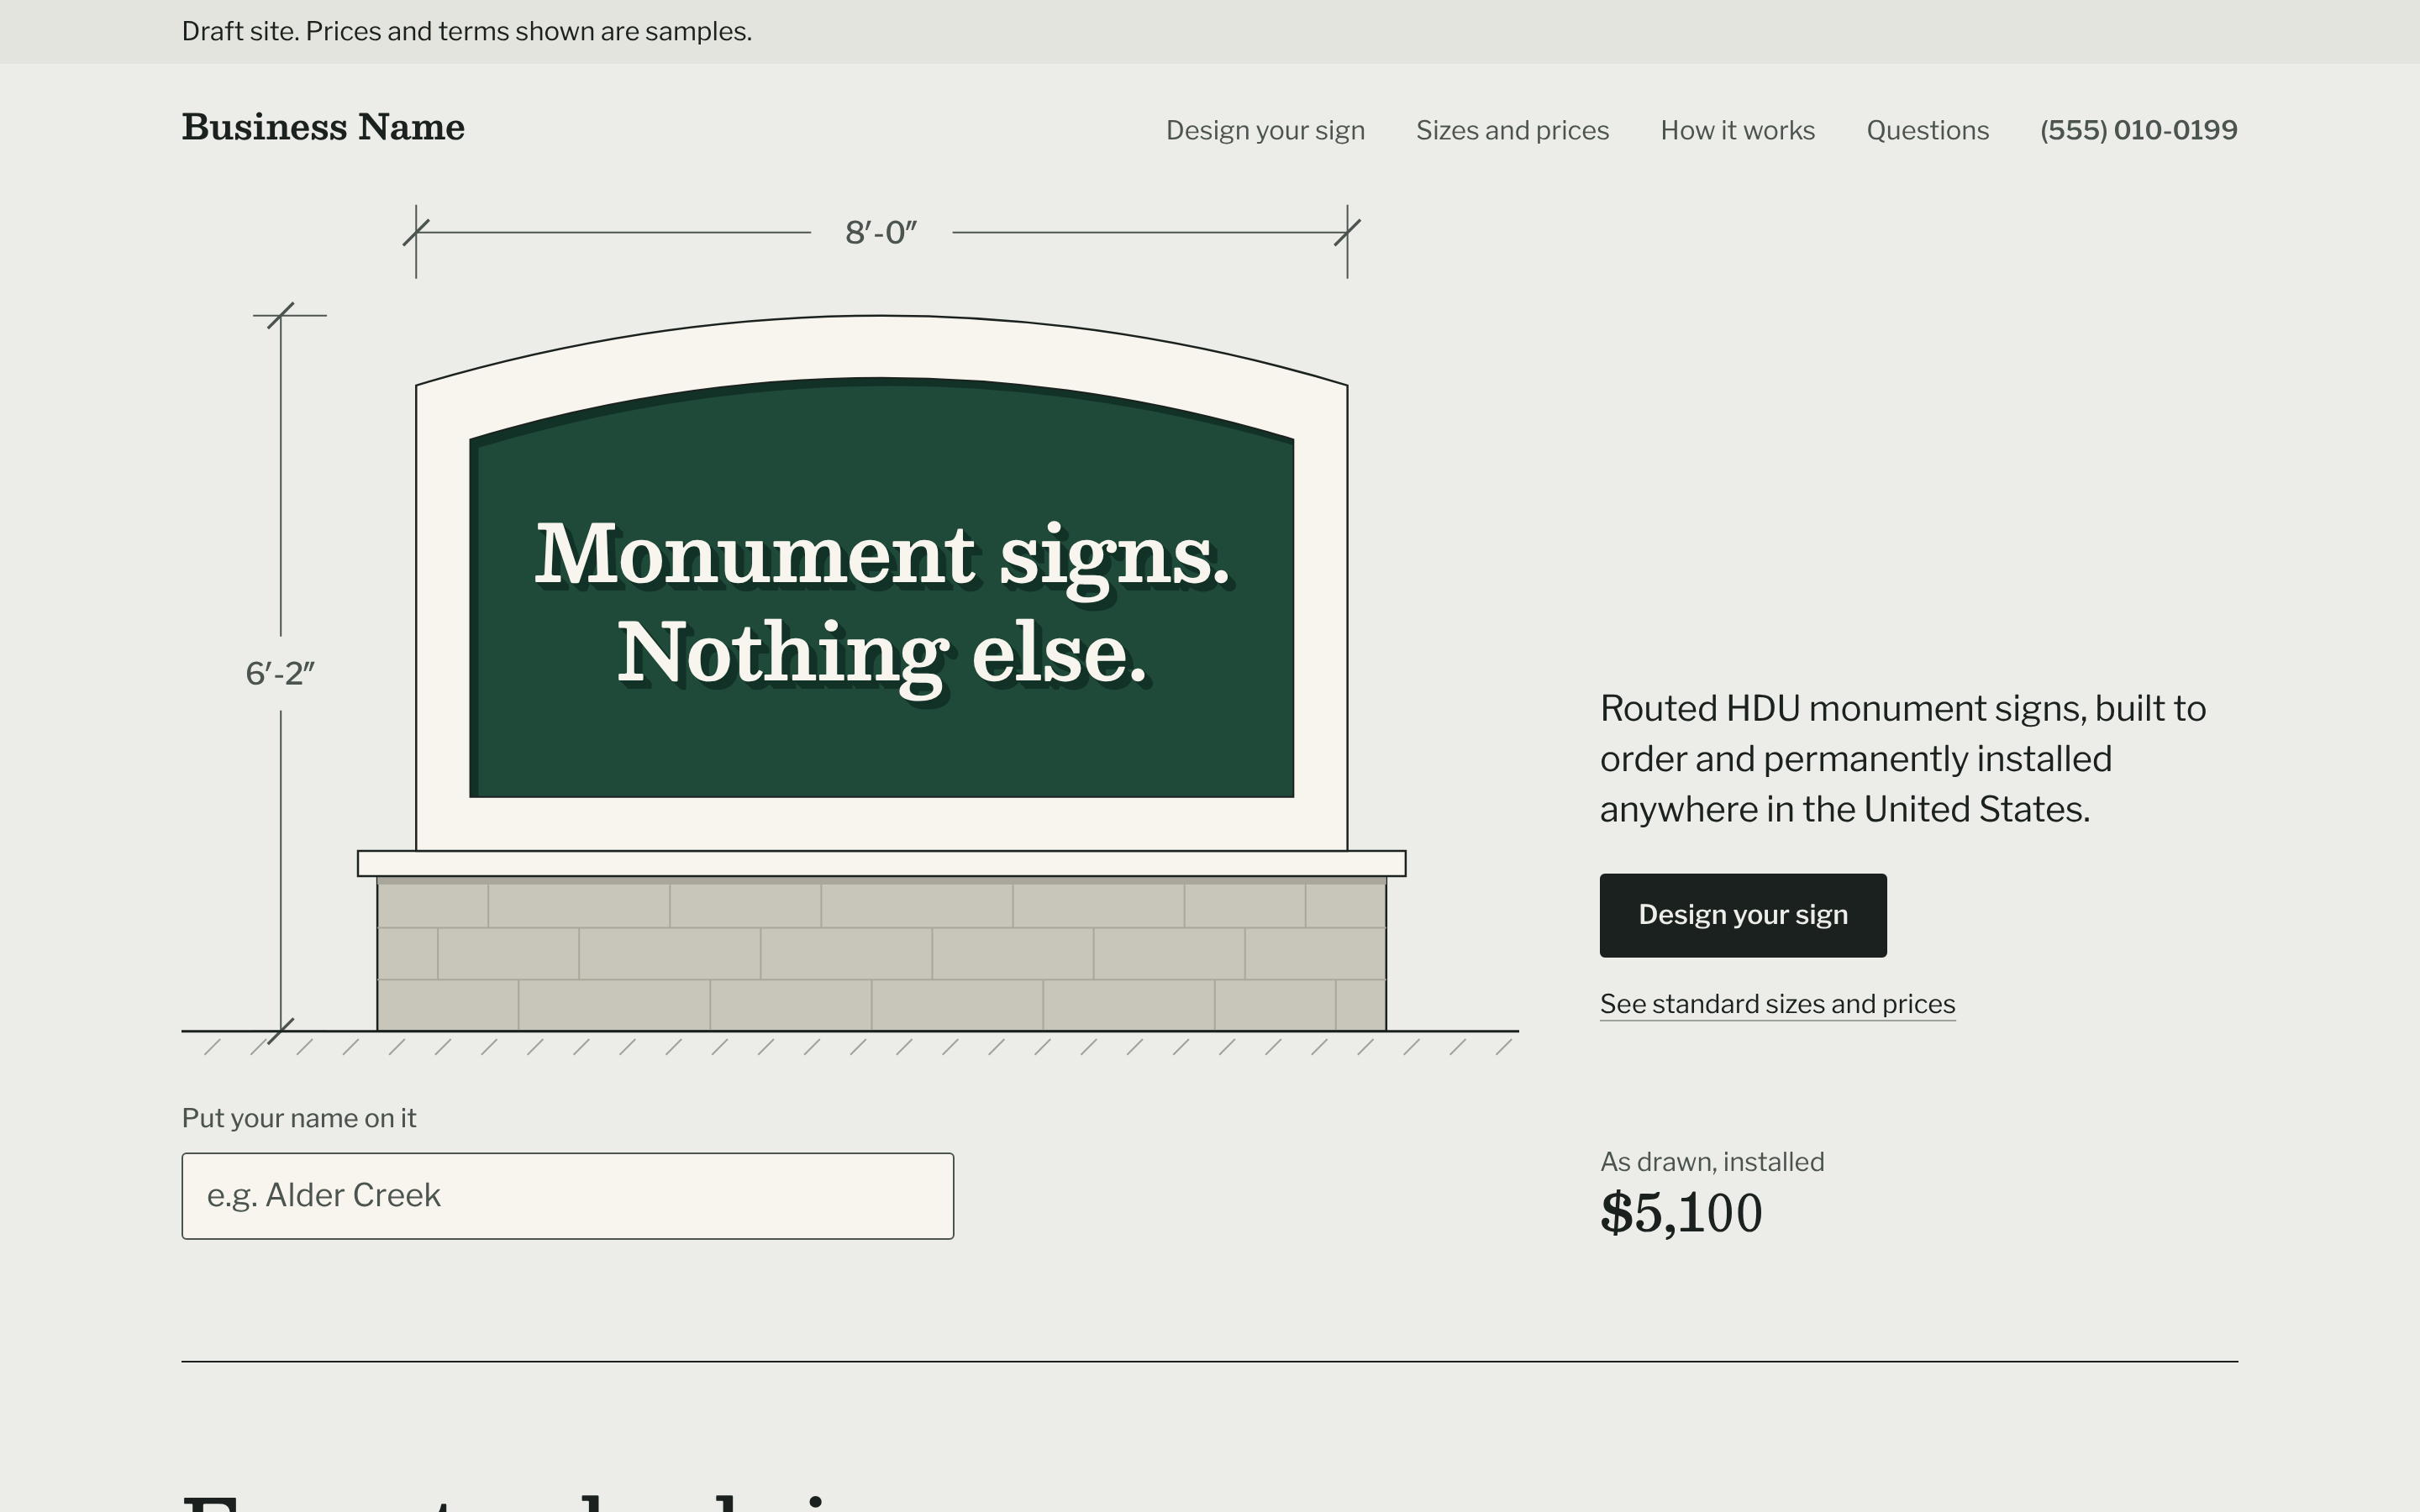 Draft site. Prices and terms shown are samples.
Business Name
Design your sign
Sizes and prices
How it works
Questions
(555) 010-0199
8′-0″
Monument signs.
Nothing else.
6′-2″
Routed HDU monument signs, built to
order and permanently installed
anywhere in the United States.
Design your sign
See standard sizes and prices
Put your name on it
e.g. Alder Creek
As drawn, installed
$5,100